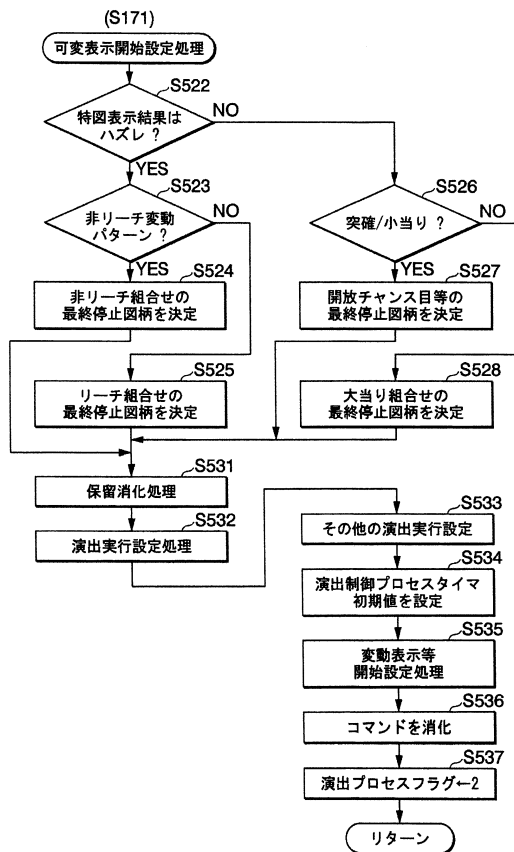 (S171)
可変表示開始設定処理
S522
特図表示結果は
ハズレ ?
NO
YES
S523
非リーチ変動
パターン ?
NO
YES
S524
非リーチ組合せの
最終停止図柄を決定
S525
リーチ組合せの
最終停止図柄を決定
S526
突確/小当り ?
NO
YES
S527
開放チャンス目等の
最終停止図柄を決定
S528
大当り組合せの
最終停止図柄を決定
S531
保留消化処理
S532
演出実行設定処理
S533
その他の演出実行設定
S534
演出制御プロセスタイマ
初期値を設定
S535
変動表示等
開始設定処理
S536
コマンドを消化
S537
演出プロセスフラグ←2
リターン